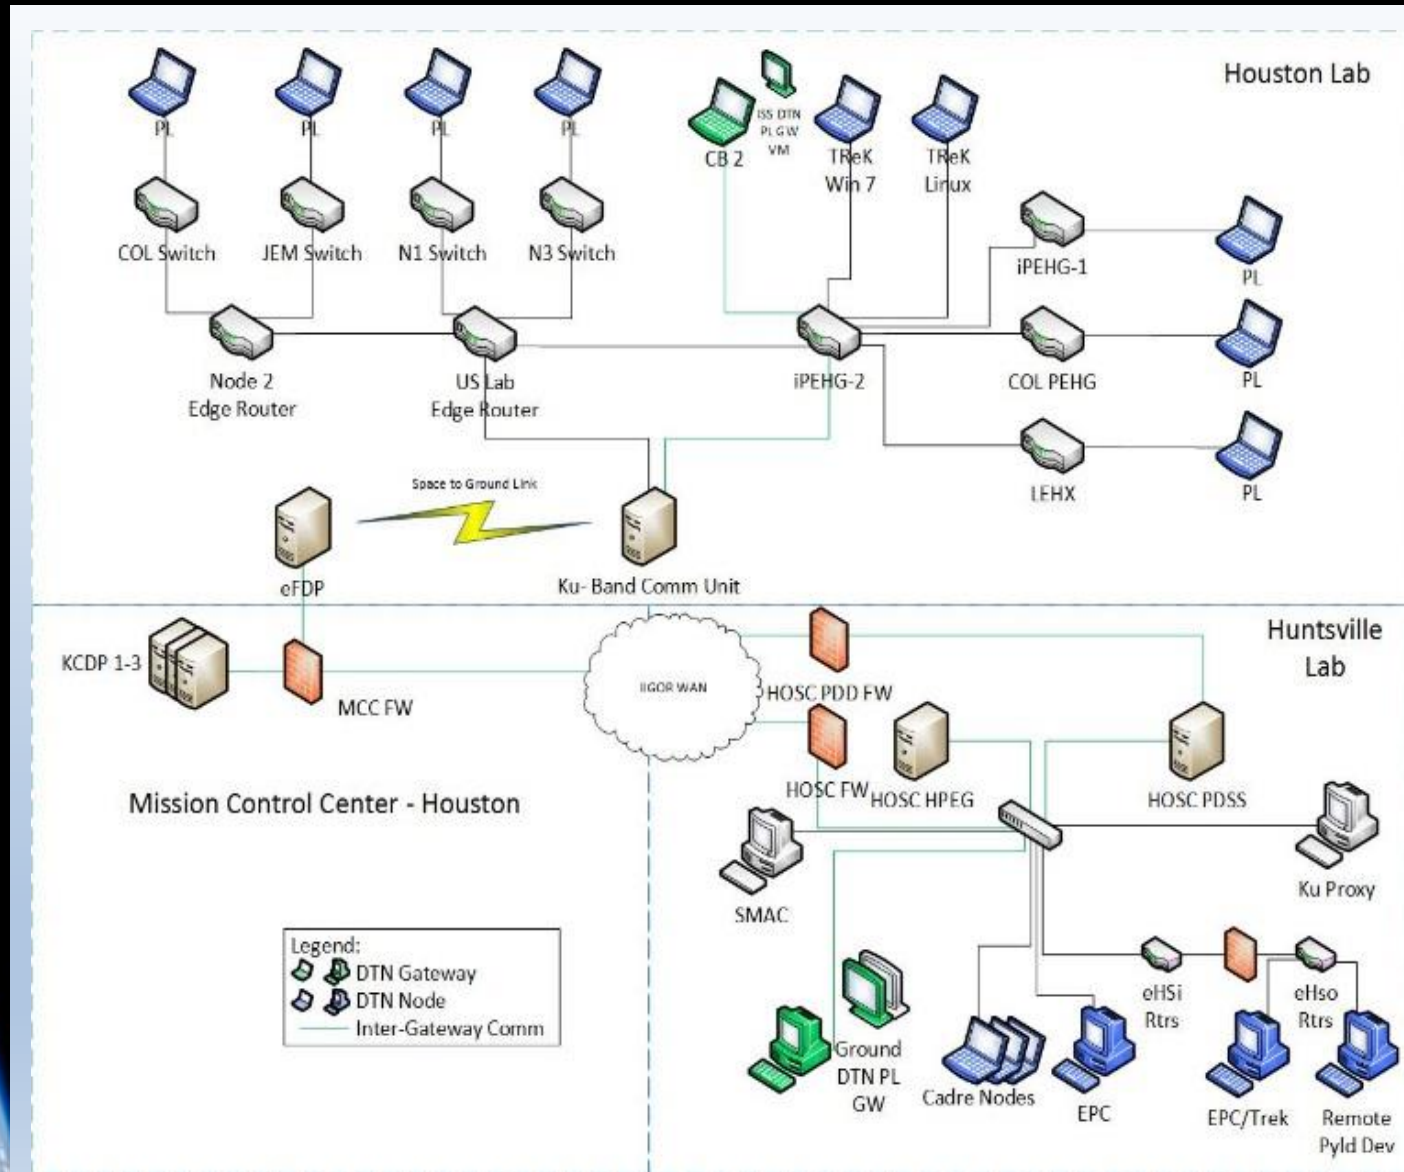 Houston Lab
PL
PL
PL
PL
CB 2
ISS DTN
PL GW
VM
TReK
Win 7
TReK
Linux
COL Switch
JEM Switch
N1 Switch
N3 Switch
iPEHG-1
PL
Node 2
Edge Router
US Lab
Edge Router
iPEHG-2
COL PEHG
PL
LEHX
PL
Space to Ground Link
eFDP
Ku- Band Comm Unit
Huntsville
Lab
KCDP 1-3
MCC FW
IIGOR WAN
HOSC PDD FW
HOSC FW
HOSC HPEG
HOSC PDSS
Mission Control Center - Houston
SMAC
Ku Proxy
Legend:
DTN Gateway
DTN Node
Inter-Gateway Comm
eHSi
Rtrs
eHso
Rtrs
Ground
DTN PL
GW
Cadre Nodes
EPC
EPC/Trek
Remote
Pyld Dev